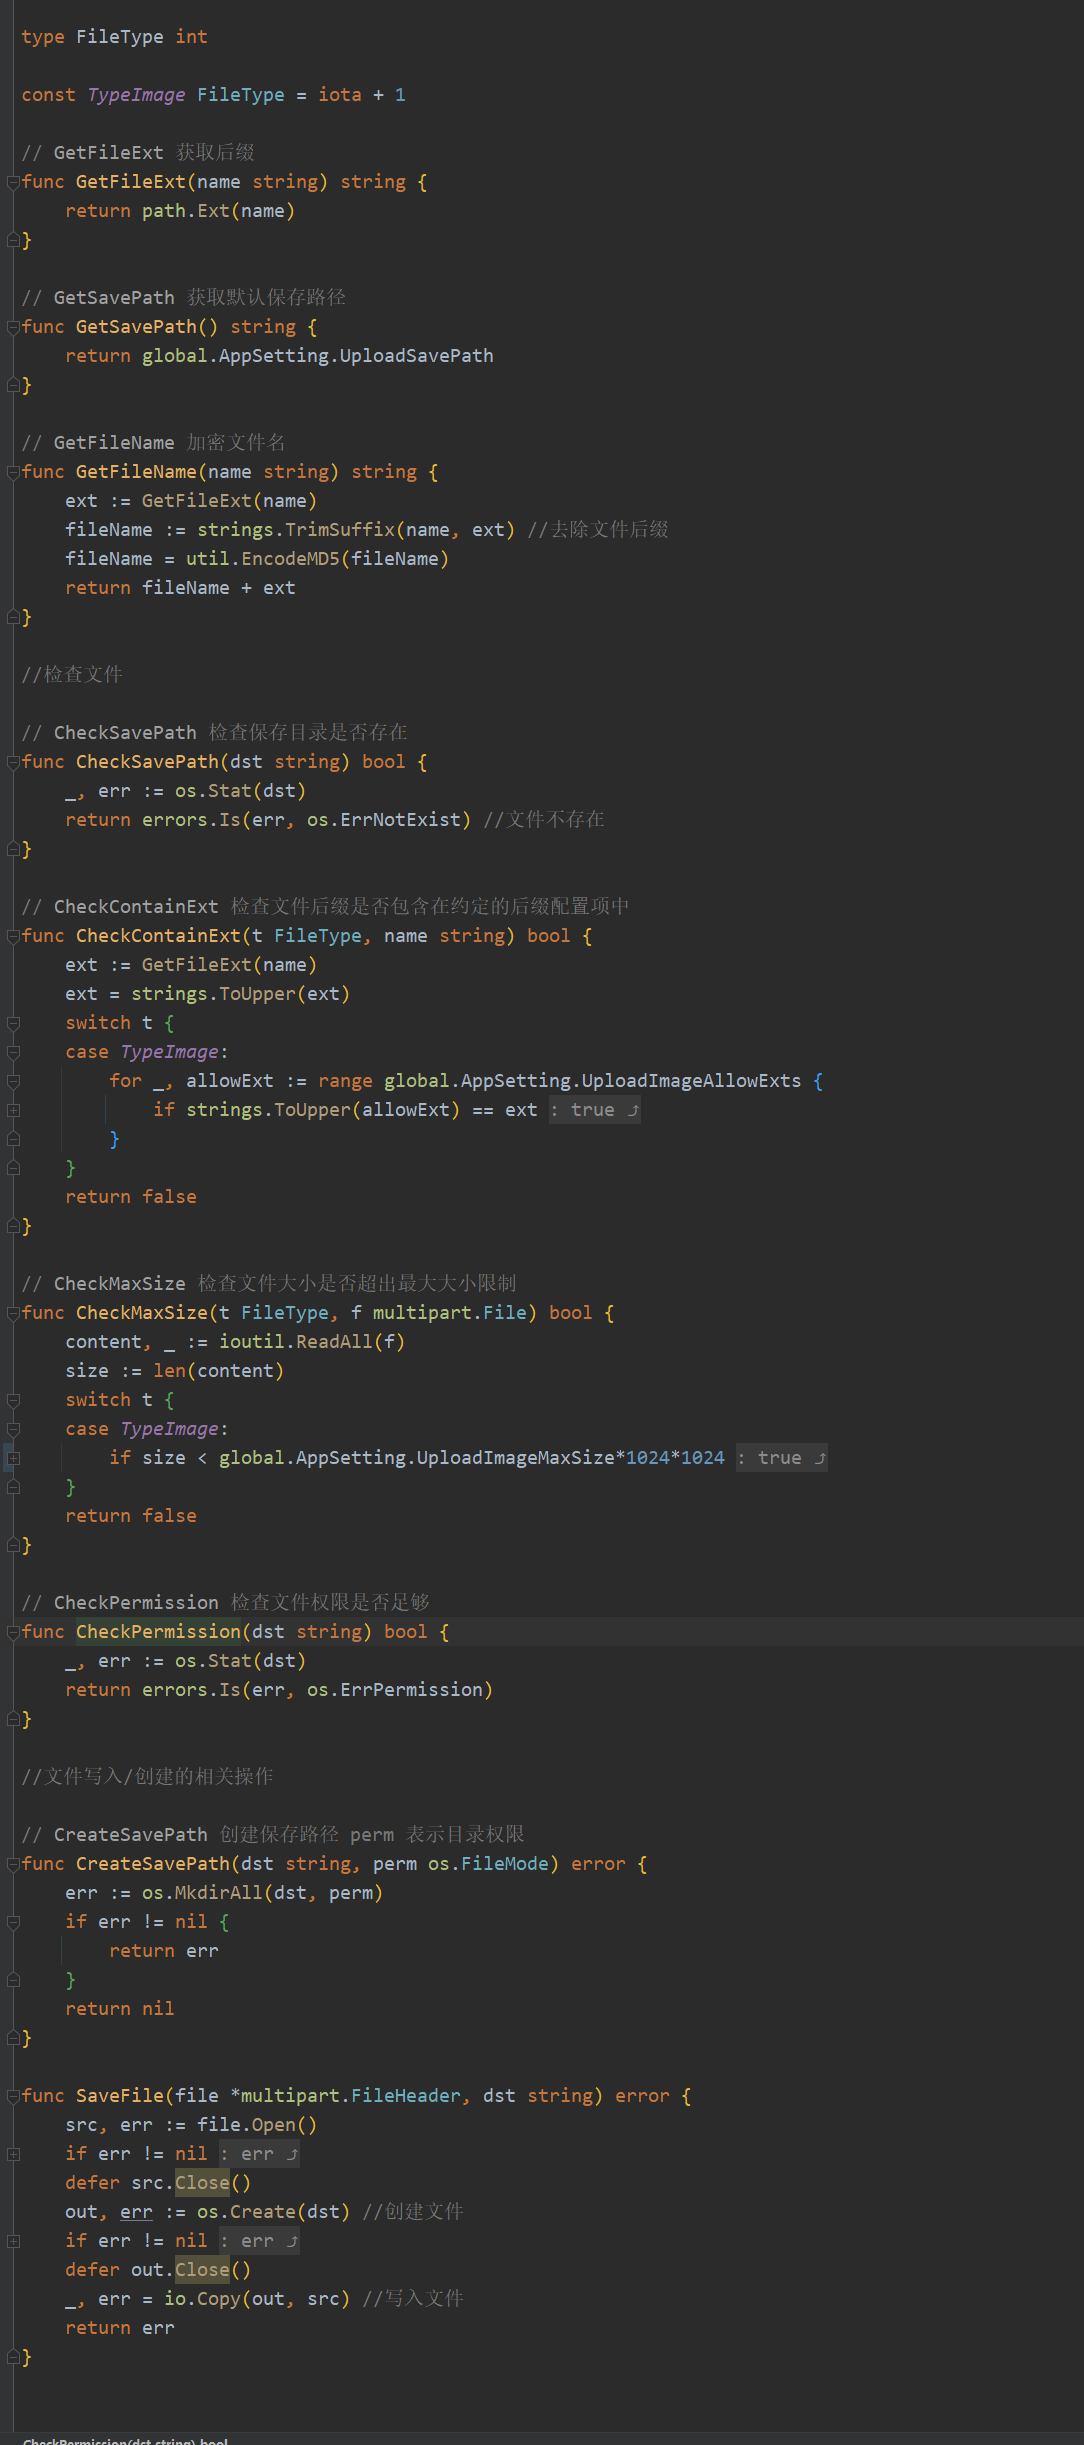 type FileType int
const TypeImage FileType = iota + 1
// GetFileExt 获取后缀
func GetFileExt(name string) string {
return path.Ext(name)
}
// GetSavePath 获取默认保存路径
func GetSavePath() string {
return global.AppSetting.UploadSavePath
}
// GetFileName 加密文件名
func GetFileName(name string) string {
ext := GetFileExt(name)
fileName := strings.TrimSuffix(name, ext) //去除文件后缀
fileName = util.EncodeMD5(fileName)
return fileName + ext
}
//检查文件
// CheckSavePath 检查保存目录是否存在
func CheckSavePath(dst string) bool {
_, err := os.Stat(dst)
return errors.Is(err, os.ErrNotExist) //文件不存在
}
// CheckContainExt 检查文件后缀是否包含在约定的后缀配置项中
func CheckContainExt(t FileType, name string) bool {
ext := GetFileExt(name)
ext = strings.ToUpper(ext)
switch t {
case TypeImage:
for _, allowExt := range global.AppSetting.UploadImageAllowExts {
if strings.ToUpper(allowExt) == ext : true ⤴
}
}
return false
}
// CheckMaxSize 检查文件大小是否超出最大大小限制
func CheckMaxSize(t FileType, f multipart.File) bool {
content, _ := ioutil.ReadAll(f)
size := len(content)
switch t {
case TypeImage:
if size < global.AppSetting.UploadImageMaxSize*1024*1024 : true ⤴
}
return false
}
// CheckPermission 检查文件权限是否足够
func CheckPermission(dst string) bool {
_, err := os.Stat(dst)
return errors.Is(err, os.ErrPermission)
}
//文件写入/创建的相关操作
// CreateSavePath 创建保存路径 perm 表示目录权限
func CreateSavePath(dst string, perm os.FileMode) error {
err := os.MkdirAll(dst, perm)
if err != nil {
return err
}
return nil
}
func SaveFile(file *multipart.FileHeader, dst string) error {
src, err := file.Open()
if err != nil : err ⤴
defer src.Close()
out, err := os.Create(dst) //创建文件
if err != nil : err ⤴
defer out.Close()
_, err = io.Copy(out, src) //写入文件
return err
}
CheckPermission(dst string) bool